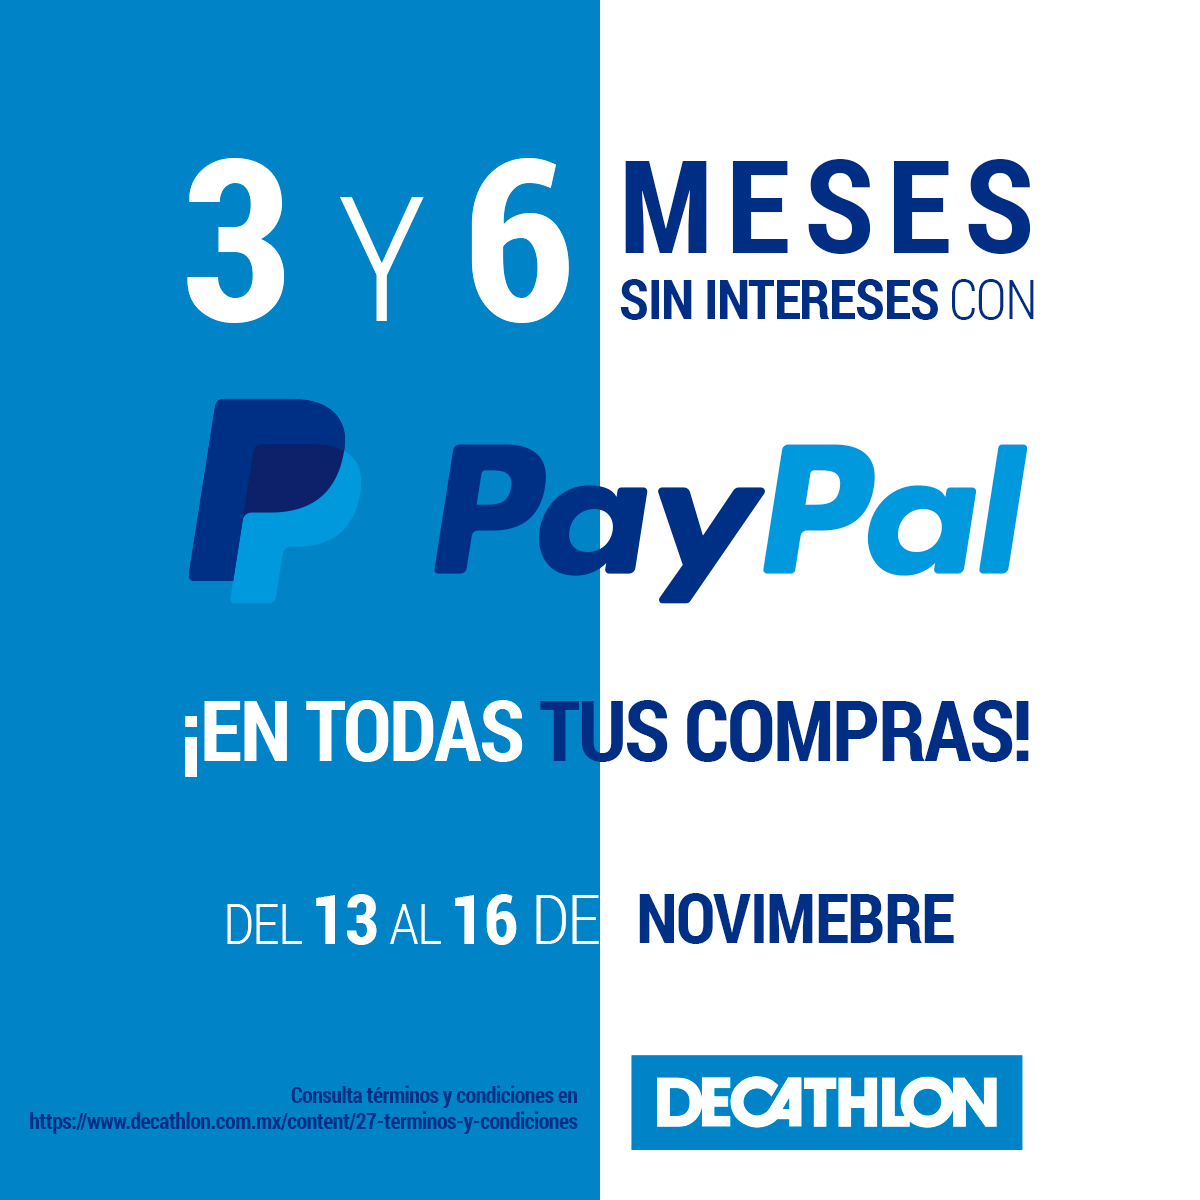 3 Y 6 MESES
SIN INTERESES CON
PayPal
¡EN TODAS TUS COMPRAS!
DEL 13 AL 16 DE NOVIMEBRE
Consulta términos y condiciones en
https://www.decathlon.com.mx/content/27-terminos-y-condiciones
DECATHLON